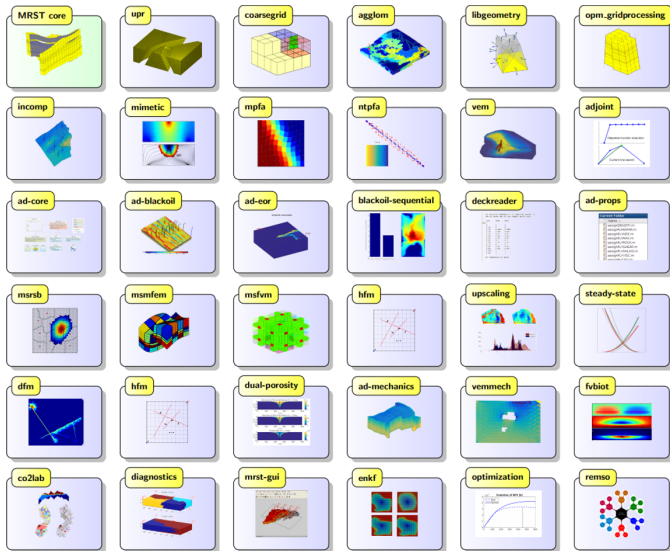 MRST core
upr
coarsegrid
agglom
libgeometry
opm_gridprocessing
incomp
mimetic
mpfa
ntpfa
vem
adjoint
ad-core
ad-blackoil
ad-eor
blackoil-sequential
deckreader
ad-props
msrsb
msmfem
msfvm
hfm
upscaling
steady-state
dfm
hfm
dual-porosity
ad-mechanics
vemmech
fvbiot
co2lab
diagnostics
mrst-gui
enkf
optimization
remso